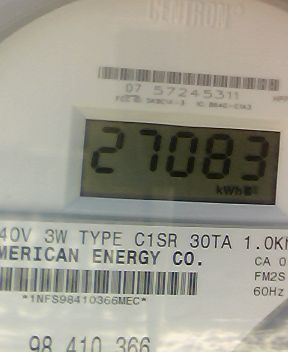 CENTRON
07 57245311
27083
kWh
40V 3W TYPE C1SR 30TA 1.0K
MERICAN ENERGY CO.
CA 0
FM2S
*1NFS98410366MEC*
60Hz
98 410 366